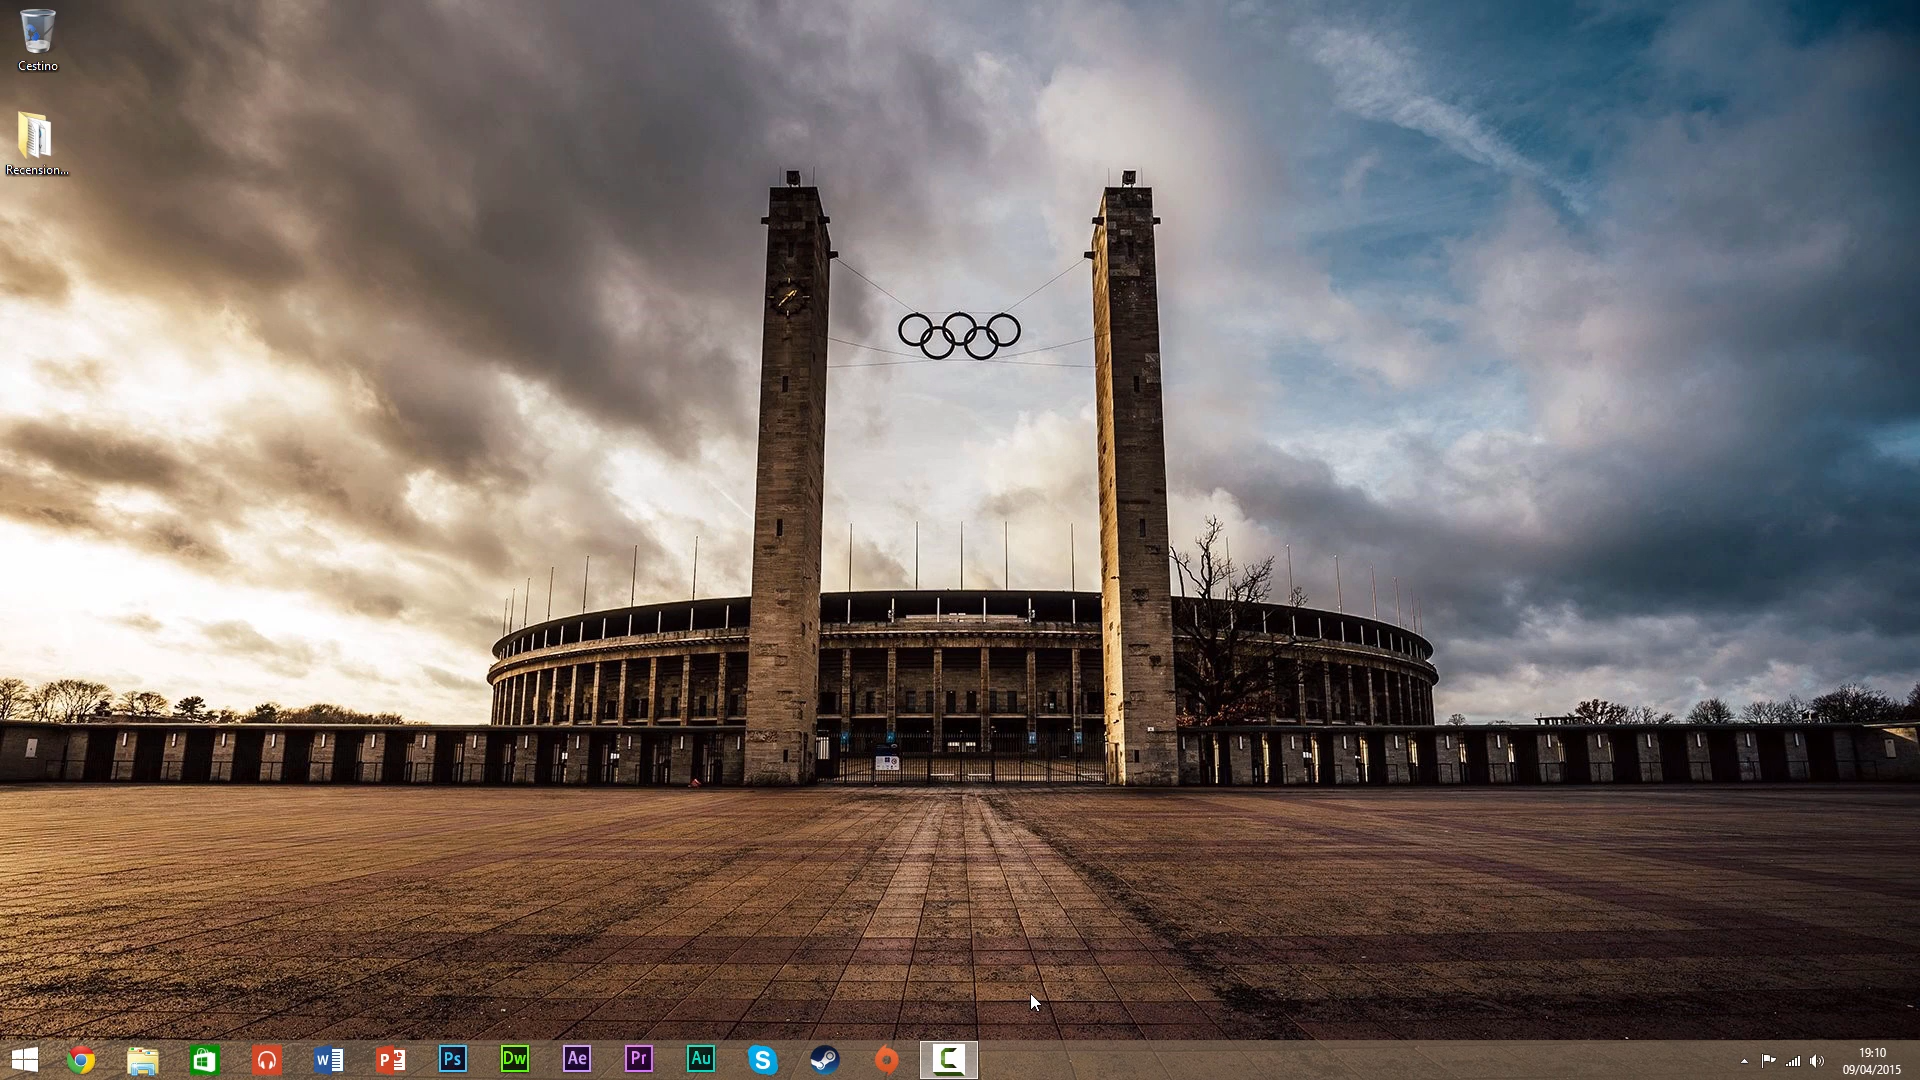 Cestino
Recension...
W
P
Ps
Dw
Ae
Pr
Au
S
C
19:10
09/04/2015